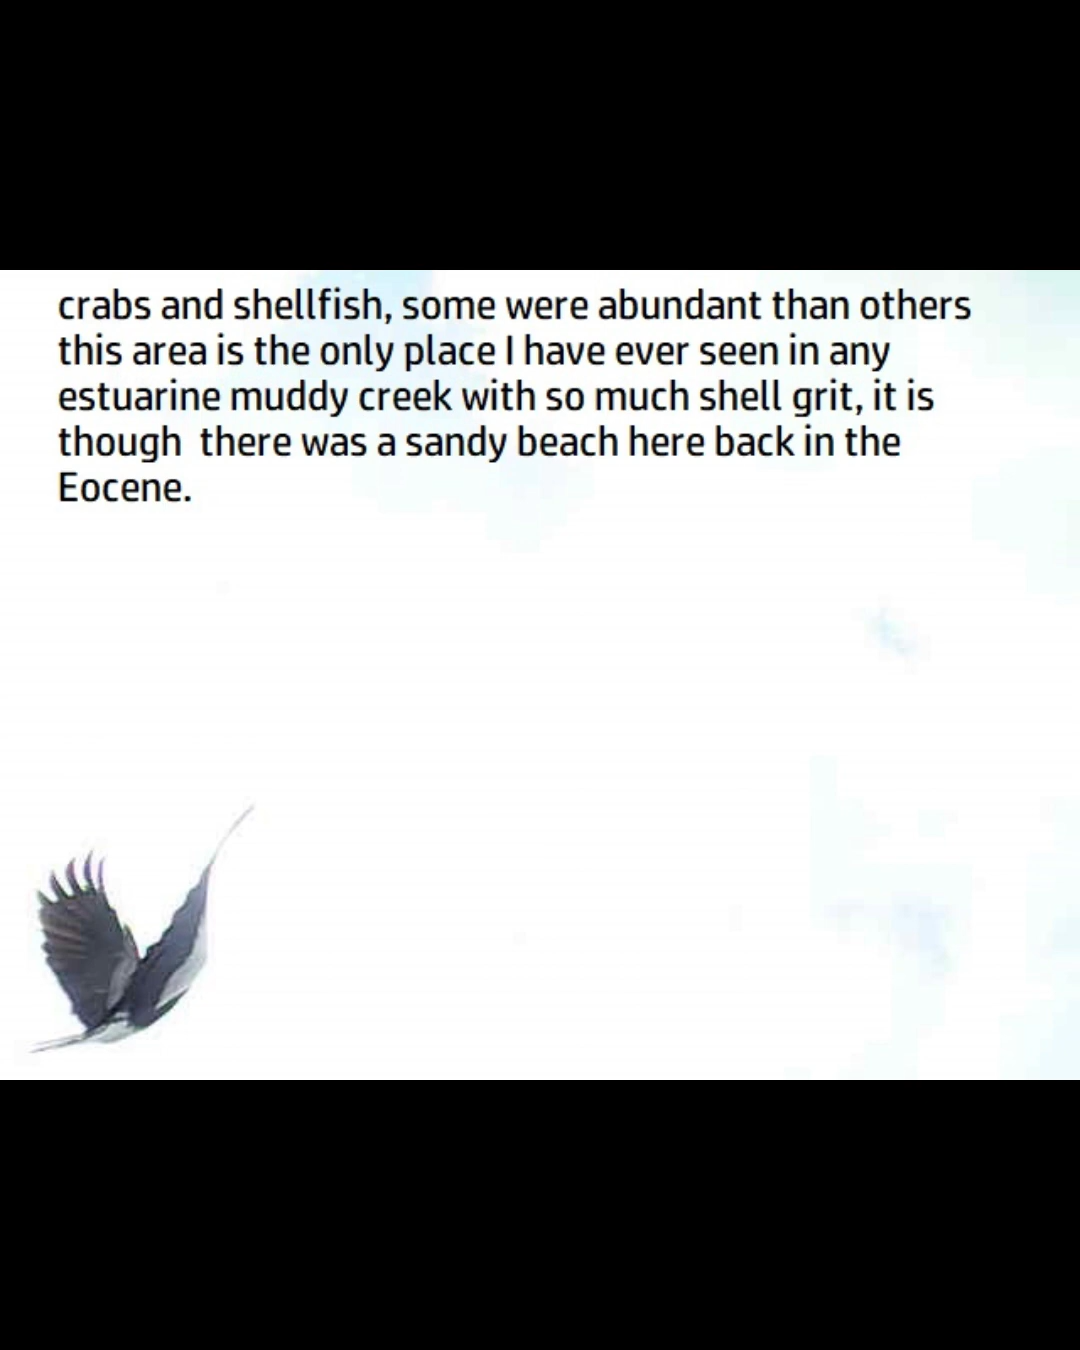 crabs and shellfish, some were abundant than others
this area is the only place I have ever seen in any
estuarine muddy creek with so much shell grit, it is
though  there was a sandy beach here back in the
Eocene.